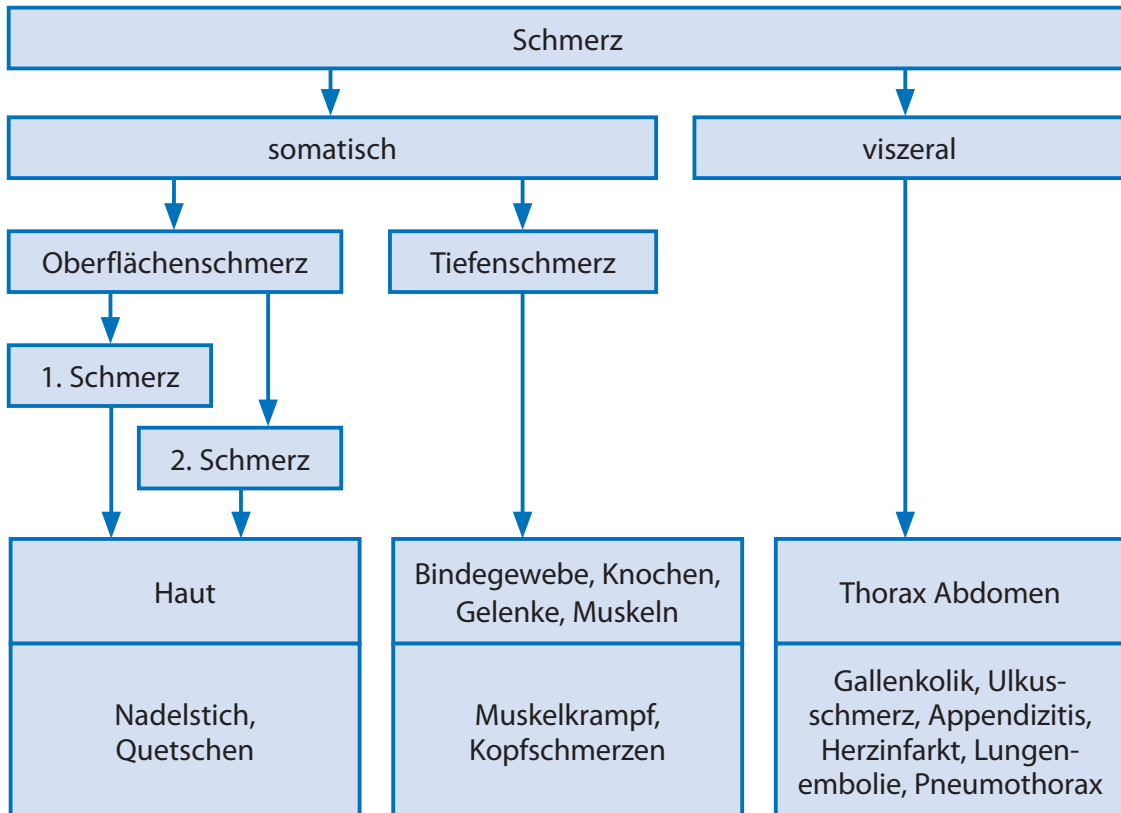 Schmerz
somatisch
viszeral
Oberflächenschmerz
Tiefenschmerz
1. Schmerz
2. Schmerz
Haut
Bindegewebe, Knochen,
Gelenke, Muskeln
Thorax Abdomen
Nadelstich,
Quetschen
Muskelkrampf,
Kopfschmerzen
Gallenkolik, Ulkus-
schmerz, Appendizitis,
Herzinfarkt, Lungen-
embolie, Pneumothorax